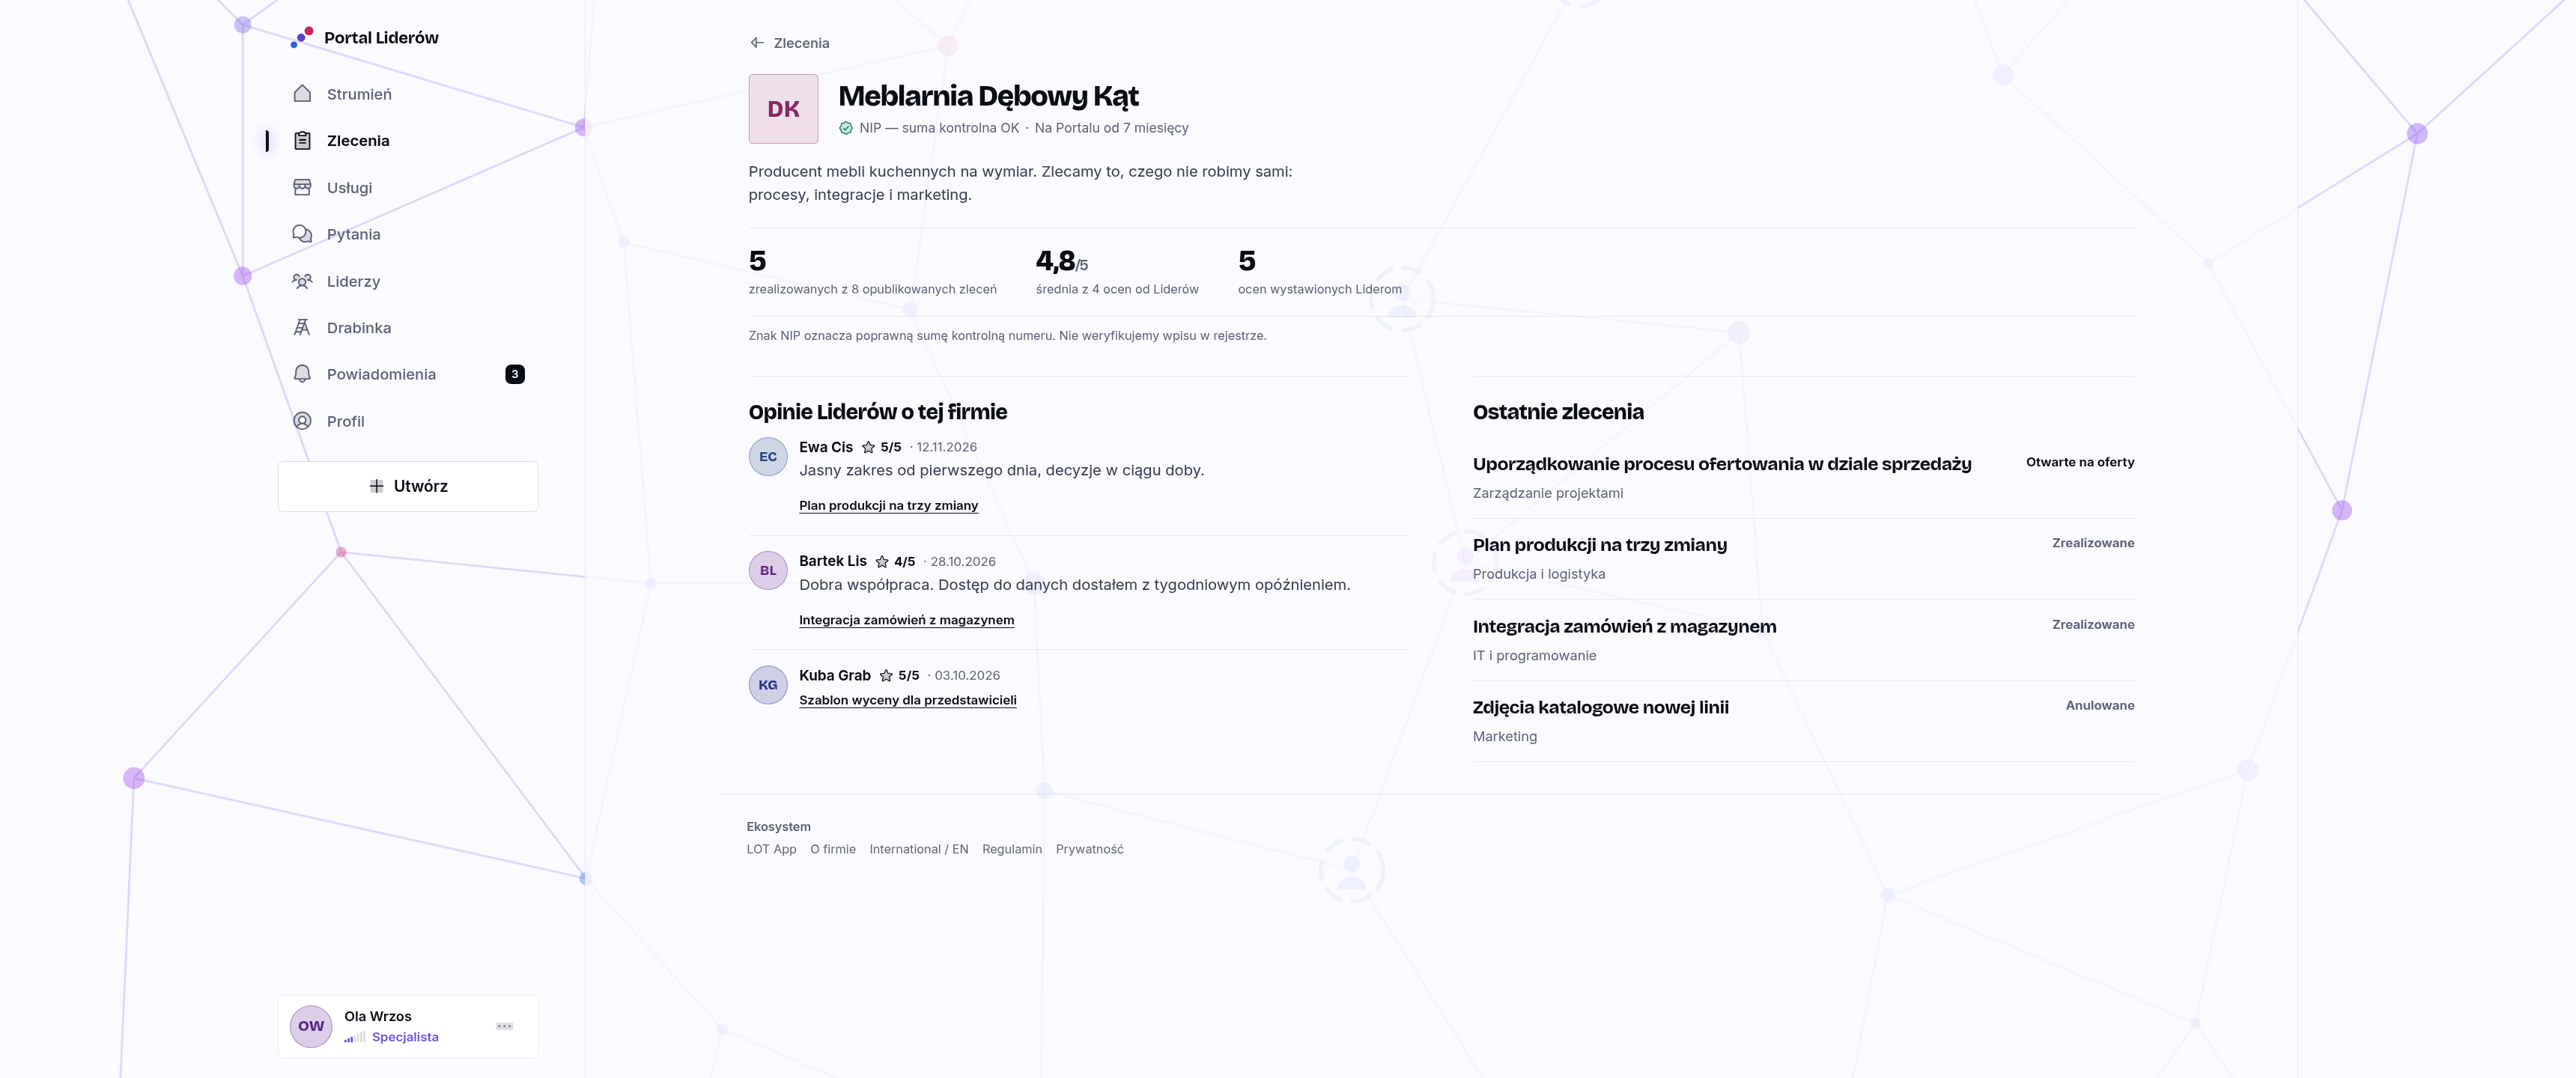 Portal Liderów
Strumień
Zlecenia
Usługi
Pytania
Liderzy
Drabinka
Powiadomienia 3
Profil
Utwórz
OW
Ola Wrzos
Specjalista
Zlecenia
DK
Meblarnia Dębowy Kąt
NIP — suma kontrolna OK · Na Portalu od 7 miesięcy
Producent mebli kuchennych na wymiar. Zlecamy to, czego nie robimy sami:
procesy, integracje i marketing.
5
zrealizowanych z 8 opublikowanych zleceń
4,8/5
średnia z 4 ocen od Liderów
5
ocen wystawionych Liderom
Znak NIP oznacza poprawną sumę kontrolną numeru. Nie weryfikujemy wpisu w rejestrze.
Opinie Liderów o tej firmie
EC
Ewa Cis 5/5 · 12.11.2026
Jasny zakres od pierwszego dnia, decyzje w ciągu doby.
Plan produkcji na trzy zmiany
BL
Bartek Lis 4/5 · 28.10.2026
Dobra współpraca. Dostęp do danych dostałem z tygodniowym opóźnieniem.
Integracja zamówień z magazynem
KG
Kuba Grab 5/5 · 03.10.2026
Szablon wyceny dla przedstawicieli
Ostatnie zlecenia
Uporządkowanie procesu ofertowania w dziale sprzedaży Otwarte na oferty
Zarządzanie projektami
Plan produkcji na trzy zmiany Zrealizowane
Produkcja i logistyka
Integracja zamówień z magazynem Zrealizowane
IT i programowanie
Zdjęcia katalogowe nowej linii Anulowane
Marketing
Ekosystem
LOT App O firmie International / EN Regulamin Prywatność